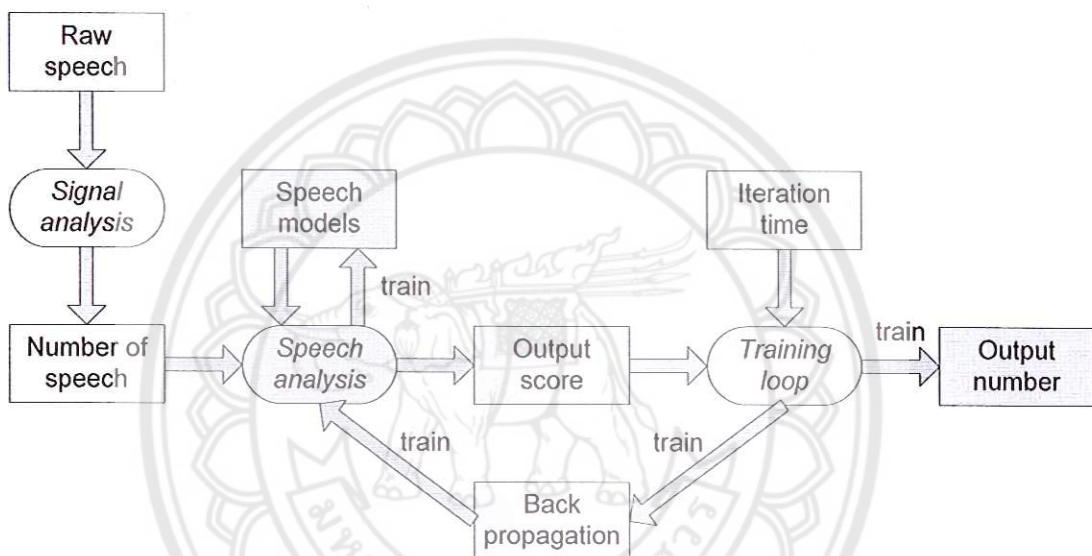 Raw
speech
Signal
analysis
Speech
models
Iteration
time
train
train
Number of
speech
Speech
analysis
Output
score
Training
loop
Output
number
train
train
Back
propagation